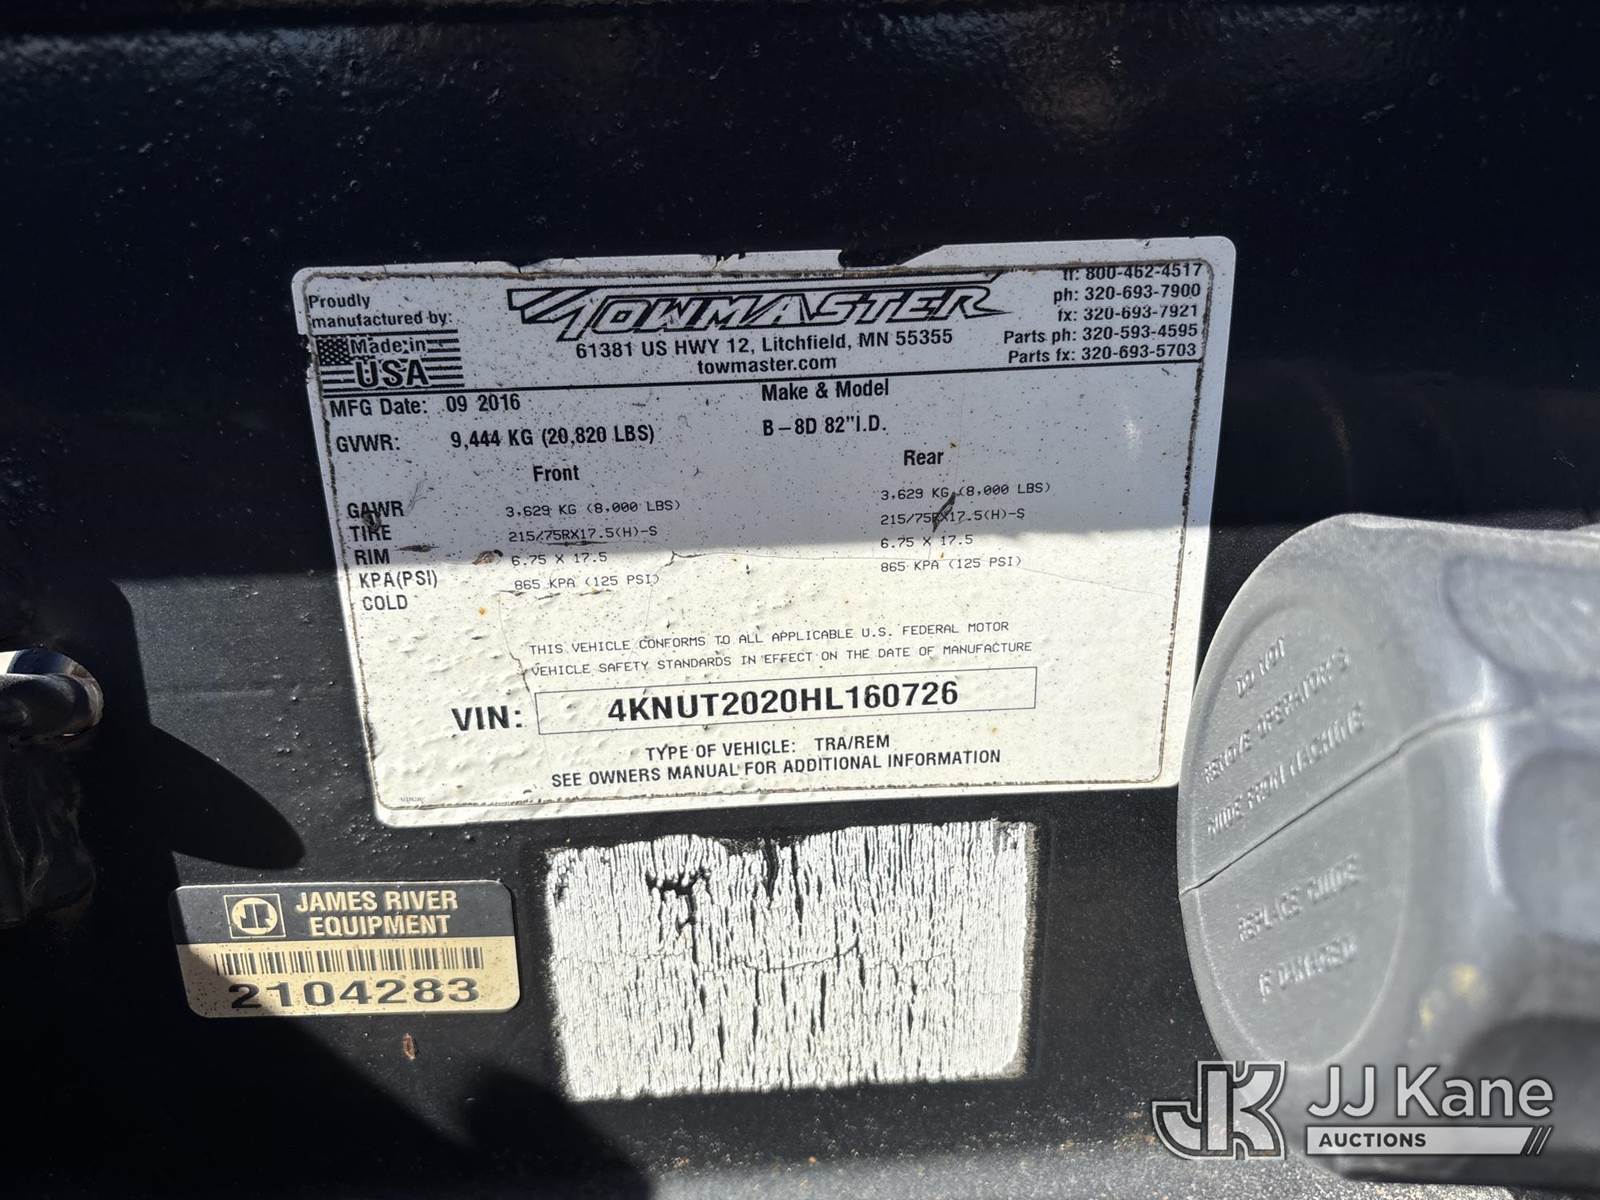 Proudly
manufactured by:
Made in
USA
TOWMASTER
61381 US HWY 12, Litchfield, MN 55355
towmaster.com
tf: 800-462-4517
ph: 320-693-7900
fx: 320-693-7921
Parts ph: 320-593-4595
Parts fx: 320-693-5703
MFG Date: 09 2016
Make & Model
GVWR: 9,444 KG (20,820 LBS)
B-8D 82"I.D.
Front Rear
GAWR 3,629 KG (8,000 LBS) 3,629 KG (8,000 LBS)
TIRE 215/75RX17.5(H)-S 215/75RX17.5(H)-S
RIM 6.75 X 17.5 6.75 X 17.5
KPA(PSI) 865 KPA (125 PSI) 865 KPA (125 PSI)
COLD
THIS VEHICLE CONFORMS TO ALL APPLICABLE U.S. FEDERAL MOTOR
VEHICLE SAFETY STANDARDS IN EFFECT ON THE DATE OF MANUFACTURE
VIN: 4KNUT2020HL160726
TYPE OF VEHICLE: TRA/REM
SEE OWNERS MANUAL FOR ADDITIONAL INFORMATION
JAMES RIVER
EQUIPMENT
2104283
DO NOT
REMOVE OPERATOR'S
FROM MACHINE
REPLACE
IF DAMAGED
JK JJ Kane
AUCTIONS